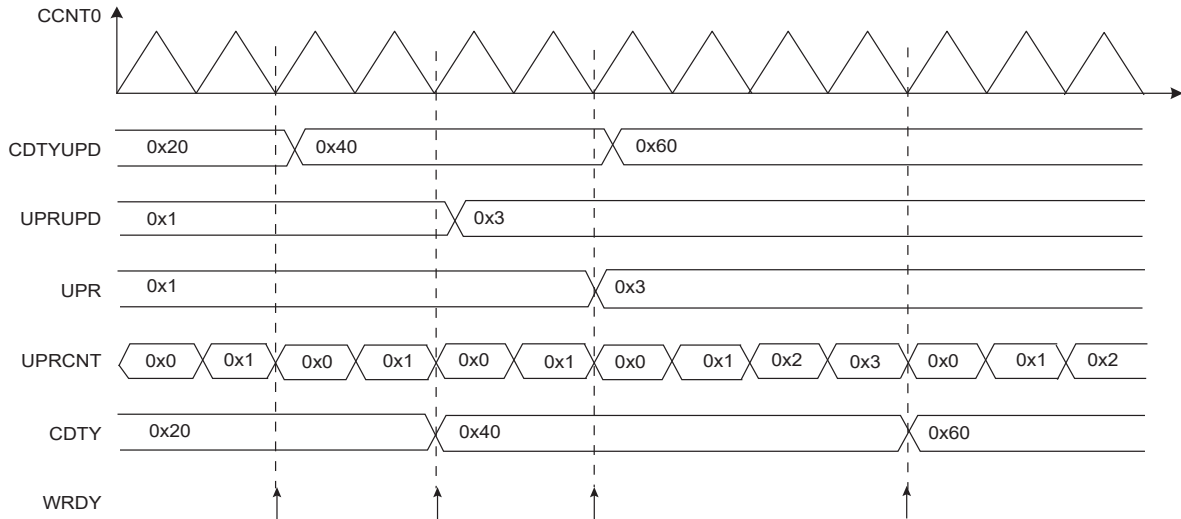 CCNT0
CDTYUPD 0x20 0x40 0x60
UPRUPD 0x1 0x3
UPR 0x1 0x3
UPRCNT 0x0 0x1 0x0 0x1 0x0 0x1 0x0 0x1 0x2 0x3 0x0 0x1 0x2
CDTY 0x20 0x40 0x60
WRDY